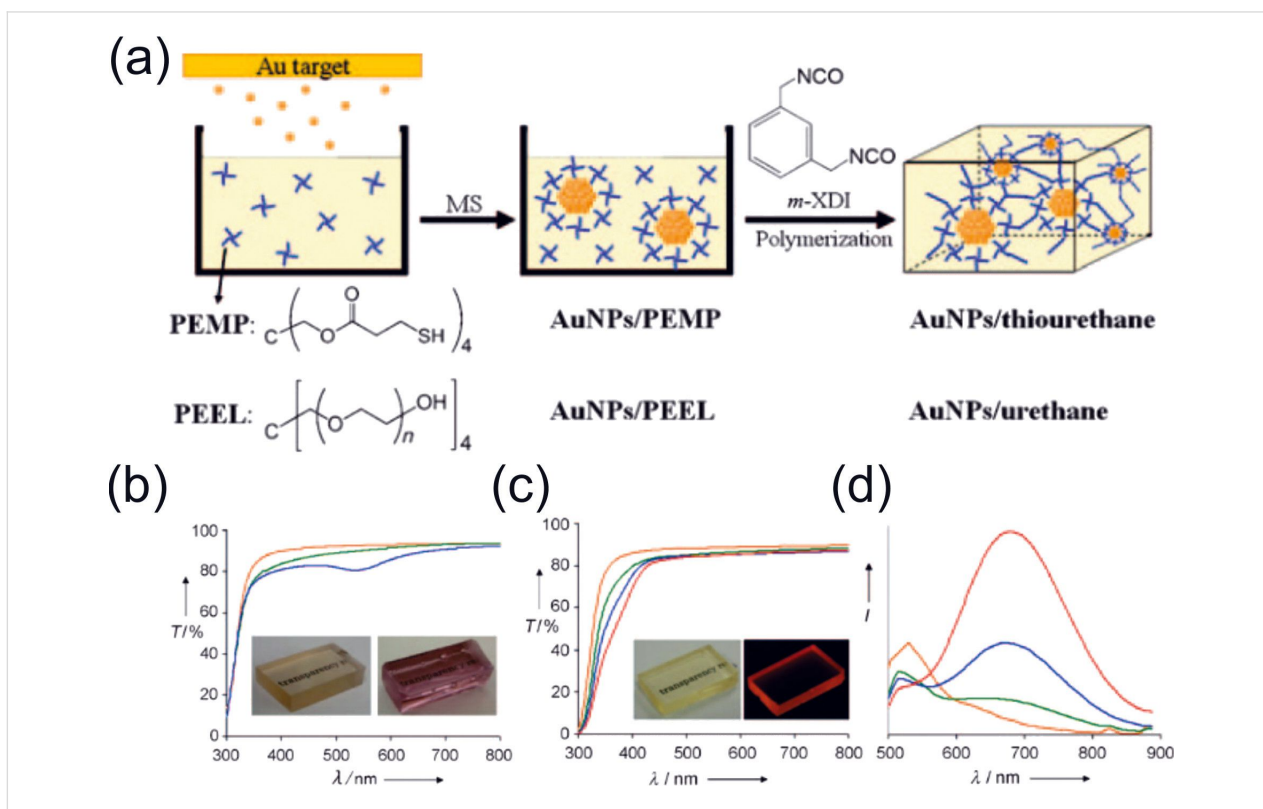 (a)
Au target
NCO
NCO
MS
m-XDI
Polymerization
PEMP: C ( O O SH ) 4
AuNPs/PEMP
AuNPs/thiourethane
PEEL: C [ ( O ) n OH ] 4
AuNPs/PEEL
AuNPs/urethane
(b)
100
80
60
T/%
40
20
0
300 400 500 600 700 800
λ / nm
(c)
100
80
60
T/%
40
20
0
300 400 500 600 700 800
λ / nm
(d)
I
500 600 700 800 900
λ / nm